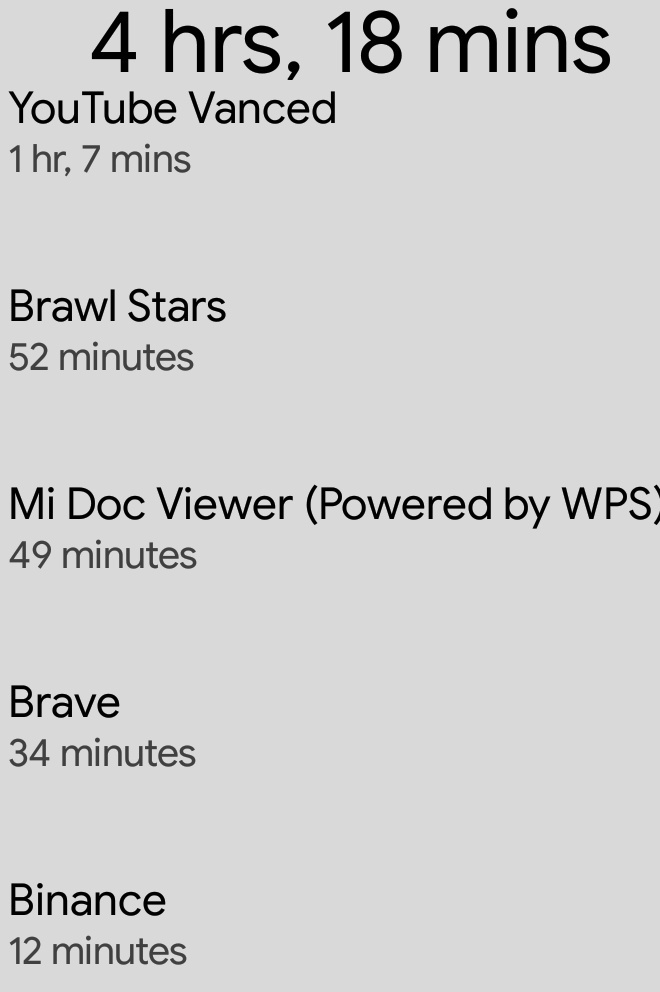 4 hrs, 18 mins
YouTube Vanced
1 hr, 7 mins
Brawl Stars
52 minutes
Mi Doc Viewer (Powered by WPS)
49 minutes
Brave
34 minutes
Binance
12 minutes